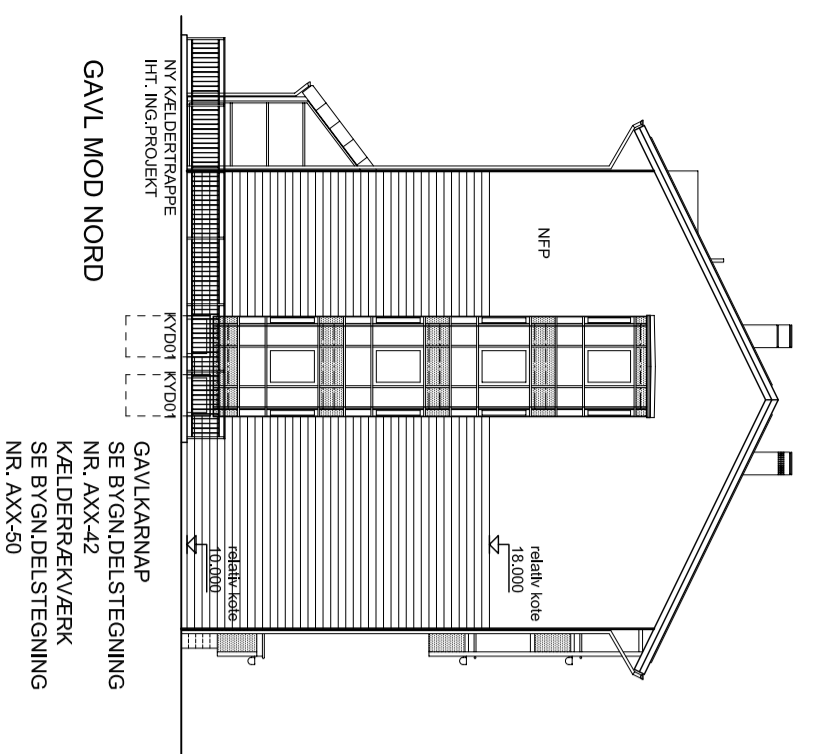 NFP
relativ kote
18.000
relativ kote
10.000
KYD01
KYD01
NY KÆLDERTRAPPE
IHT. ING.PROJEKT
GAVL MOD NORD
GAVLKARNAP
SE BYGN.DELSTEGNING
NR. AXX-42
KÆLDERRÆKVÆRK
SE BYGN.DELSTEGNING
NR. AXX-50